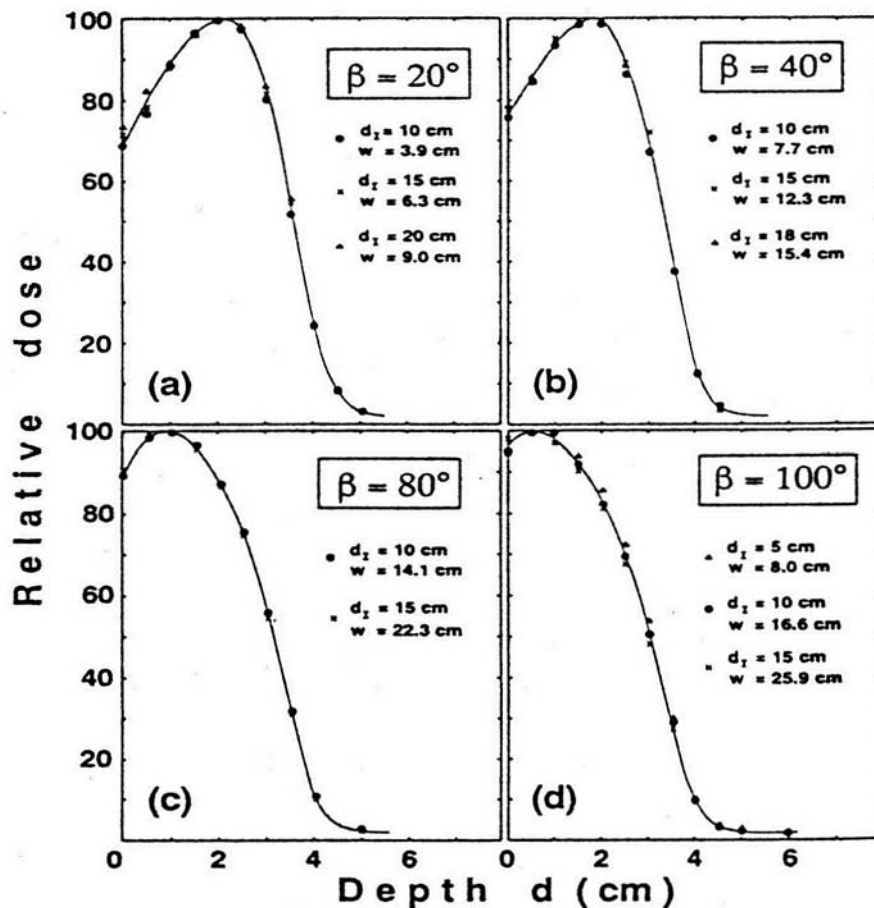 Relative dose
100
80
60
40
20
β = 20°
d_I = 10 cm
w = 3.9 cm
d_I = 15 cm
w = 6.3 cm
d_I = 20 cm
w = 9.0 cm
(a)
β = 40°
d_I = 10 cm
w = 7.7 cm
d_I = 15 cm
w = 12.3 cm
d_I = 18 cm
w = 15.4 cm
(b)
100
80
60
40
20
β = 80°
d_I = 10 cm
w = 14.1 cm
d_I = 15 cm
w = 22.3 cm
(c)
β = 100°
d_I = 5 cm
w = 8.0 cm
d_I = 10 cm
w = 16.6 cm
d_I = 15 cm
w = 25.9 cm
(d)
0 2 4 6 0 2 4 6
Depth d (cm)